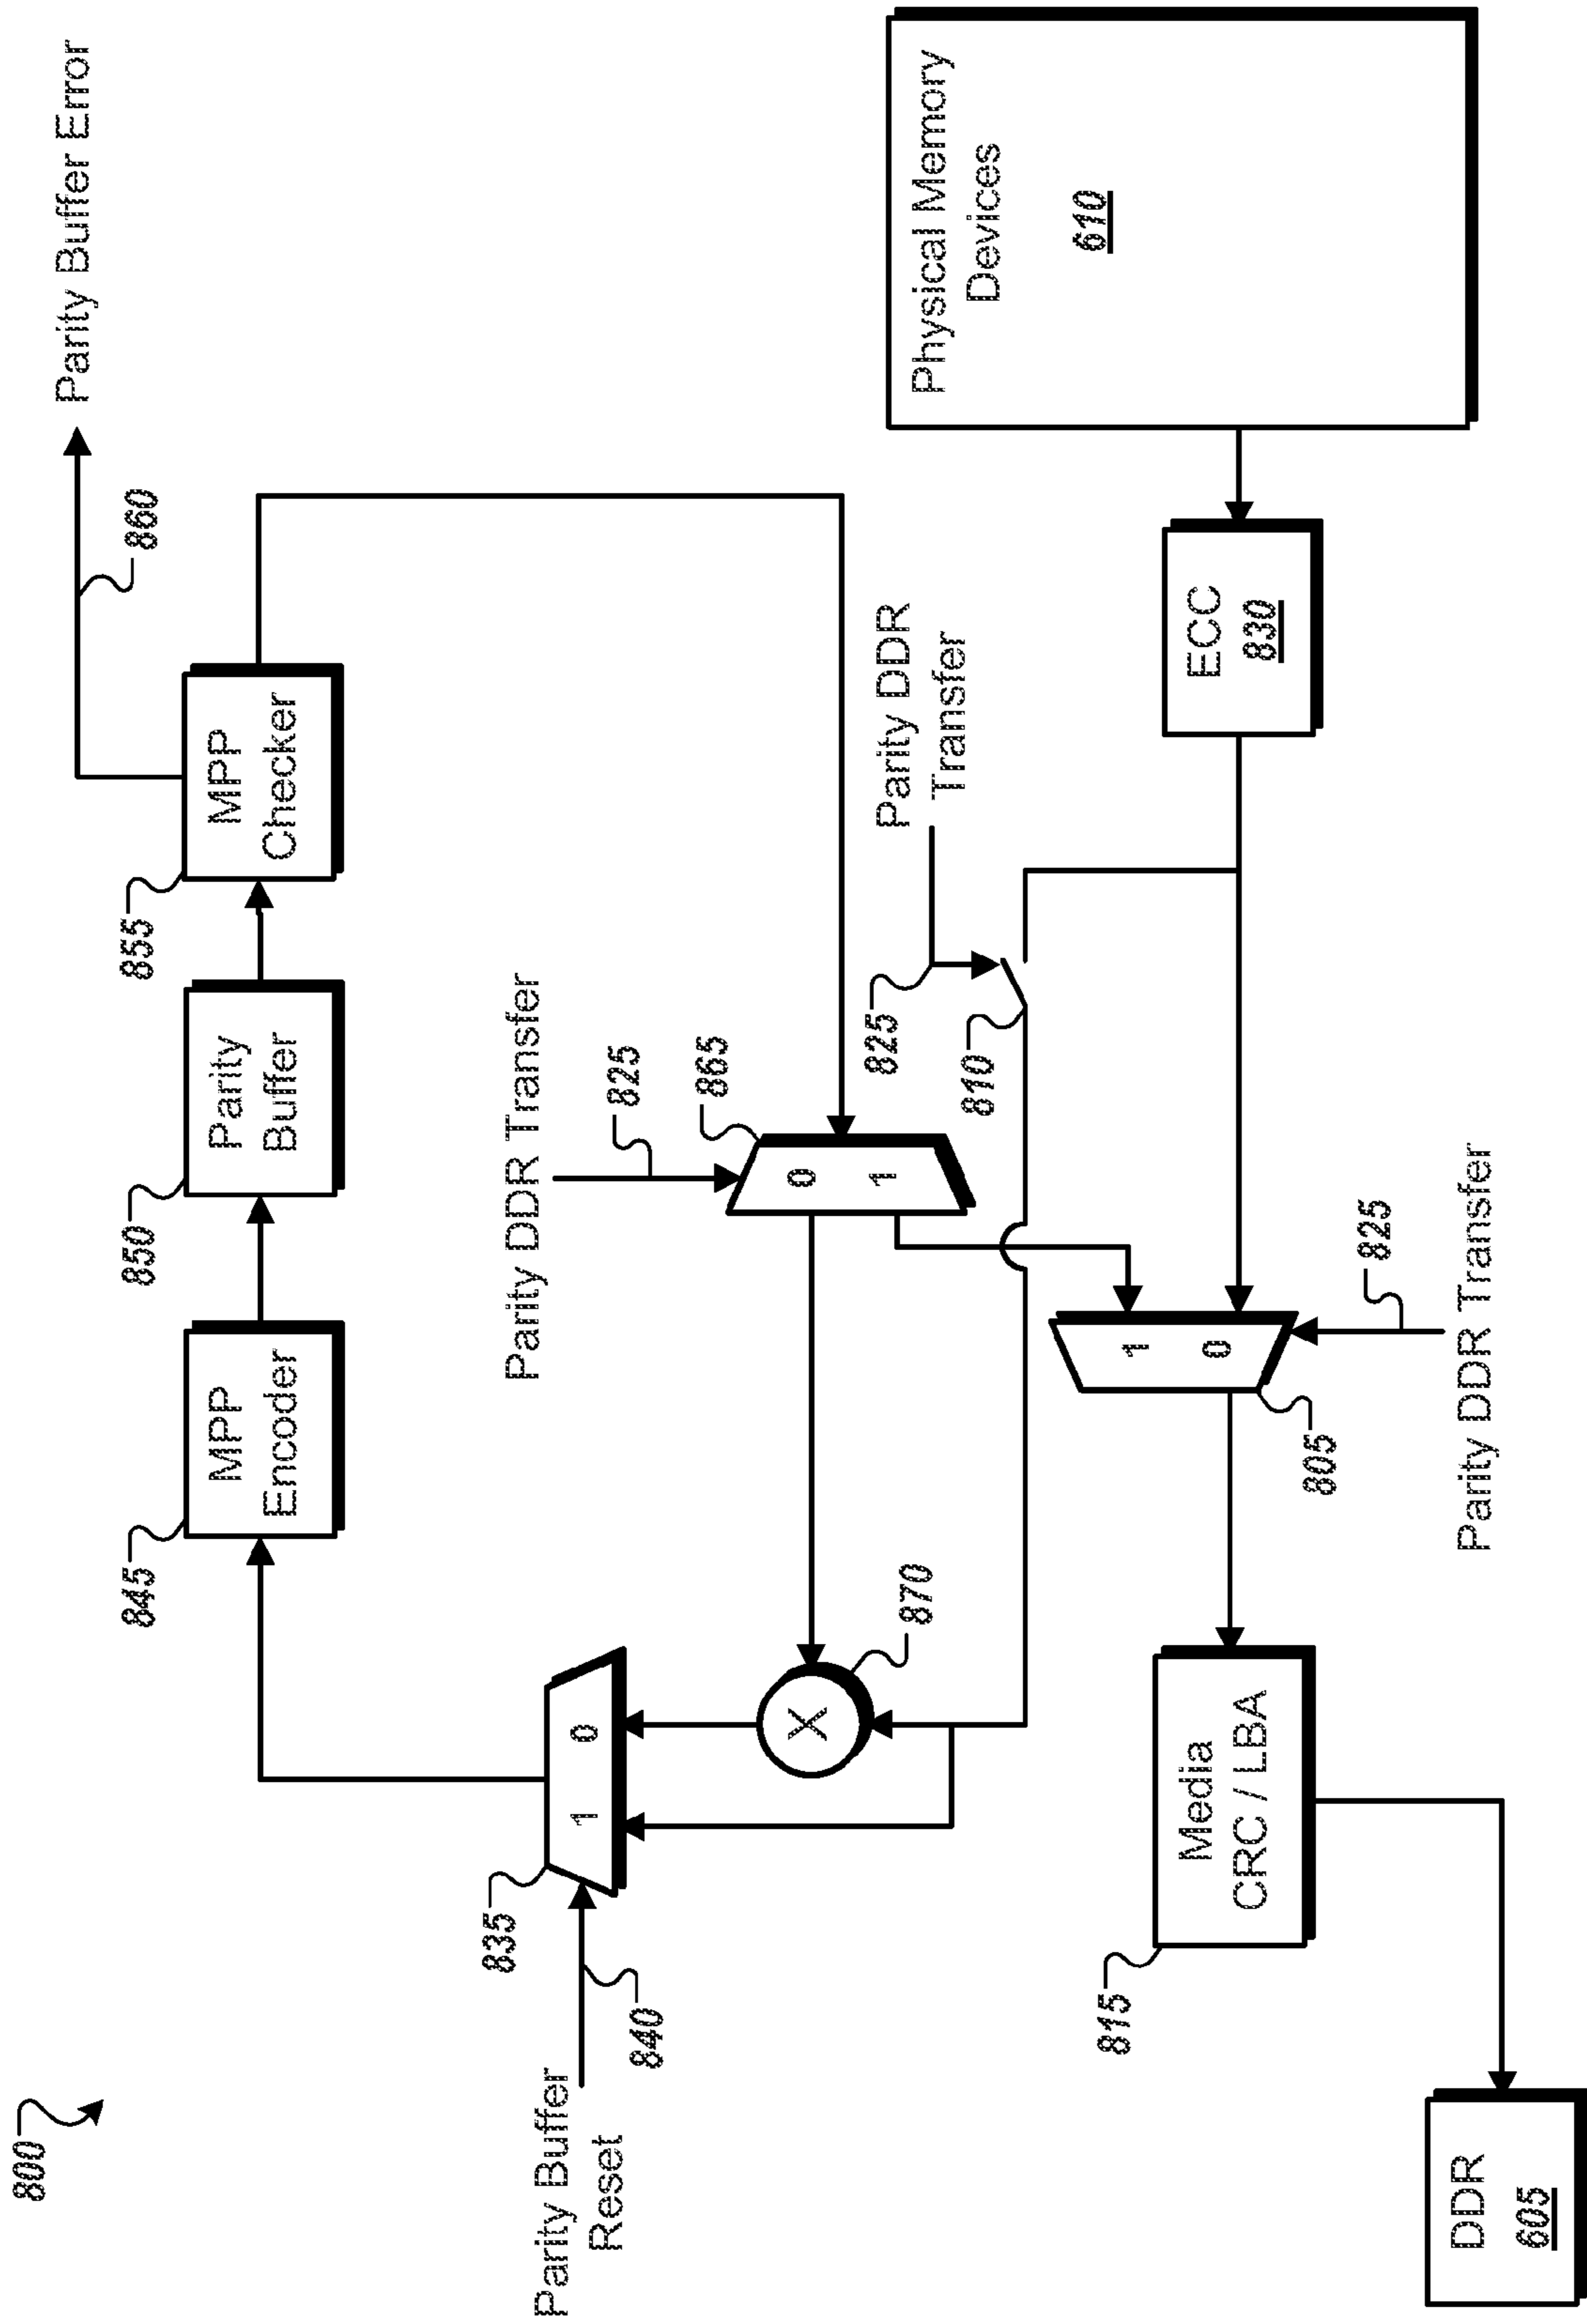 800
Parity Buffer
Reset
840
835
1 0
X
870
845
MPP
Encoder
850
Parity
Buffer
855
MPP
Checker
860
Parity Buffer Error
Parity DDR Transfer
825
865
0
1
Parity DDR
Transfer
825
810
DDR
605
815
Media
CRC / LBA
805
1
0
825
Parity DDR Transfer
ECC
830
Physical Memory
Devices
610